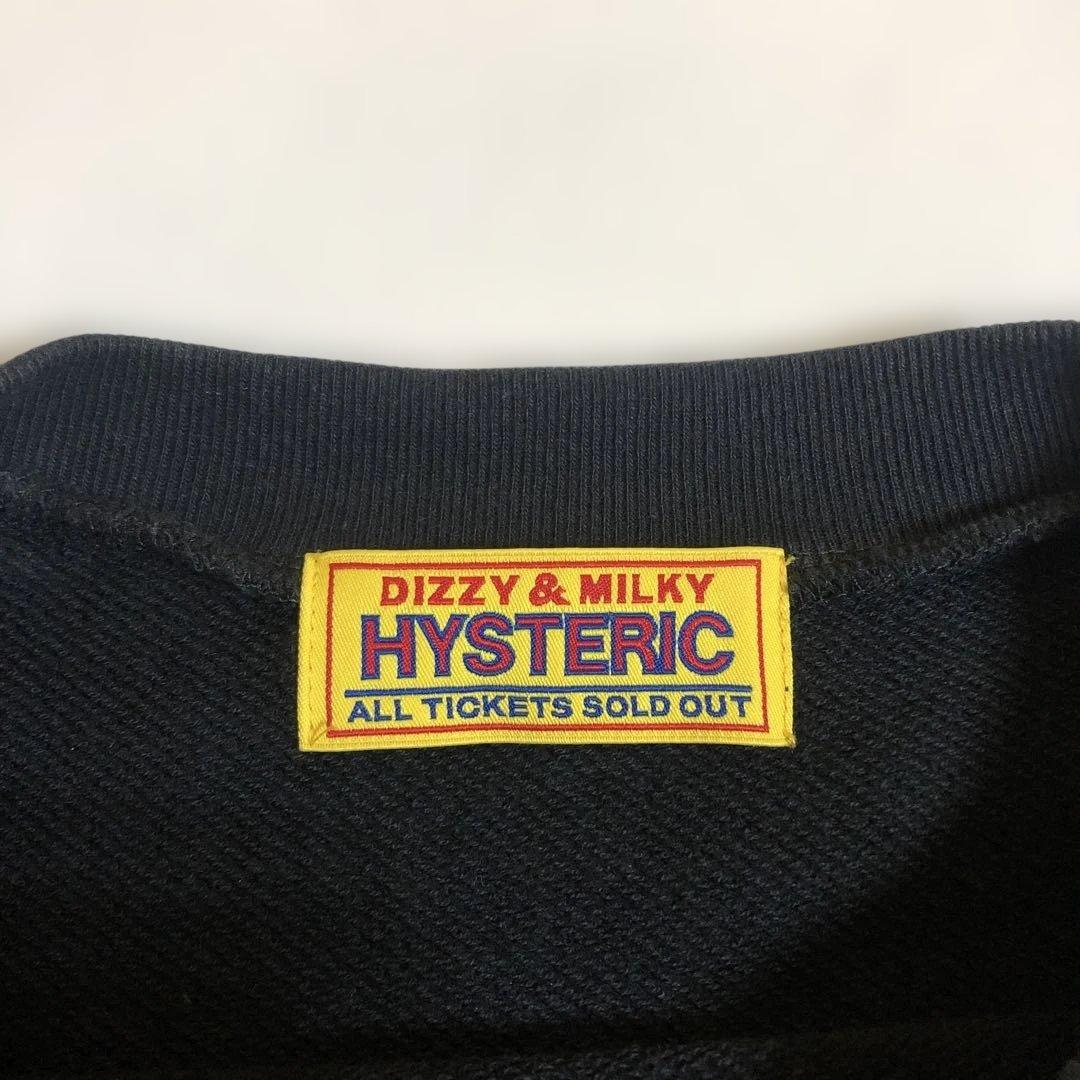 DIZZY & MILKY
HYSTERIC
ALL TICKETS SOLD OUT